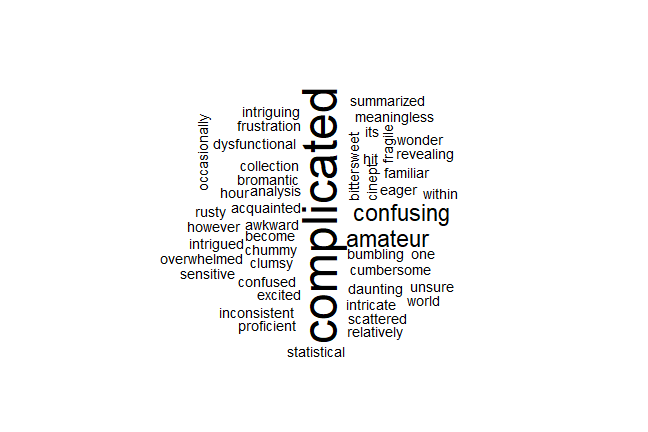 complicated
summarized
intriguing
meaningless
frustration
its
occasionally
dysfunctional
fragile
wonder
bittersweet
hit
revealing
collection
cinept
familiar
bromantic
hour
analysis
eager
within
rusty
acquainted
confusing
however
awkward
become
amateur
intrigued
chummy
bumbling
one
overwhelmed
clumsy
cumbersome
sensitive
confused
daunting
unsure
excited
intricate
world
inconsistent
scattered
proficient
relatively
statistical